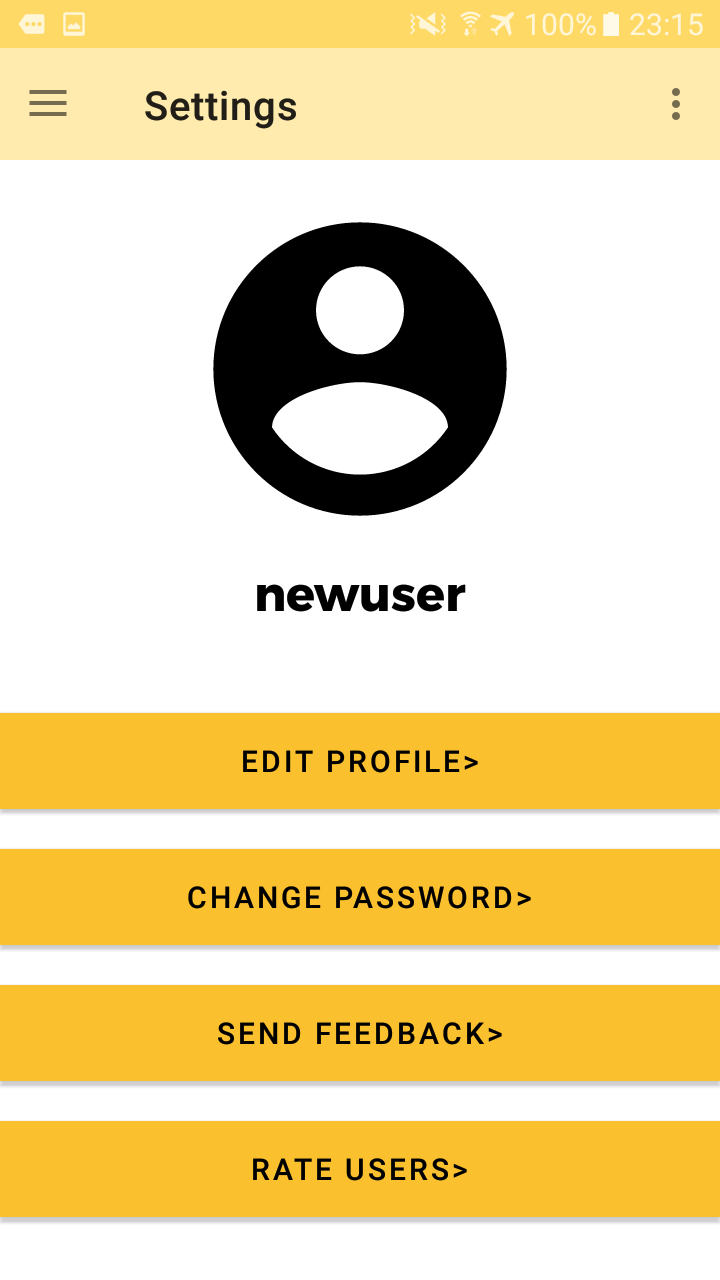 100% 23:15
Settings
newuser
EDIT PROFILE>
CHANGE PASSWORD>
SEND FEEDBACK>
RATE USERS>